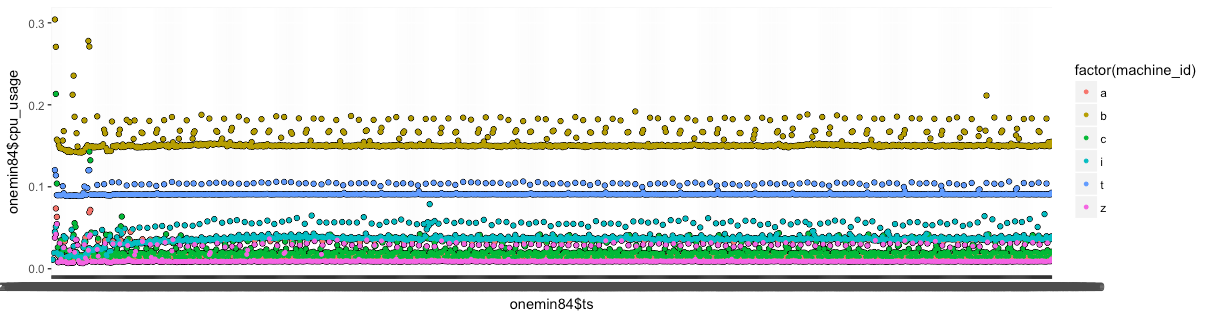 onemin84$cpu_usage
0.3
0.2
0.1
0.0
onemin84$ts
factor(machine_id)
a
b
c
i
t
z